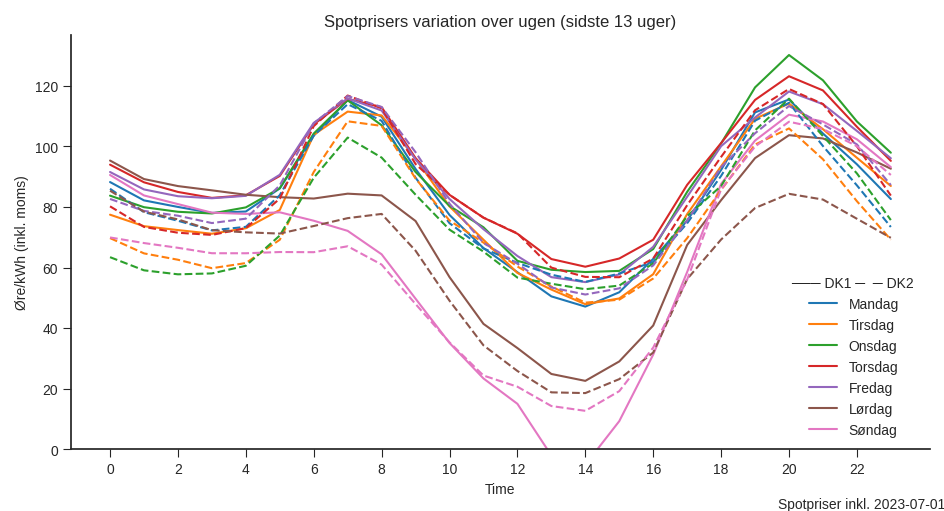 Spotprisers variation over ugen (sidste 13 uger)
Øre/kWh (inkl. moms)
120
100
80
60
40
20
0
0 2 4 6 8 10 12 14 16 18 20 22
Time
DK1 DK2
Mandag
Tirsdag
Onsdag
Torsdag
Fredag
Lørdag
Søndag
Spotpriser inkl. 2023-07-01